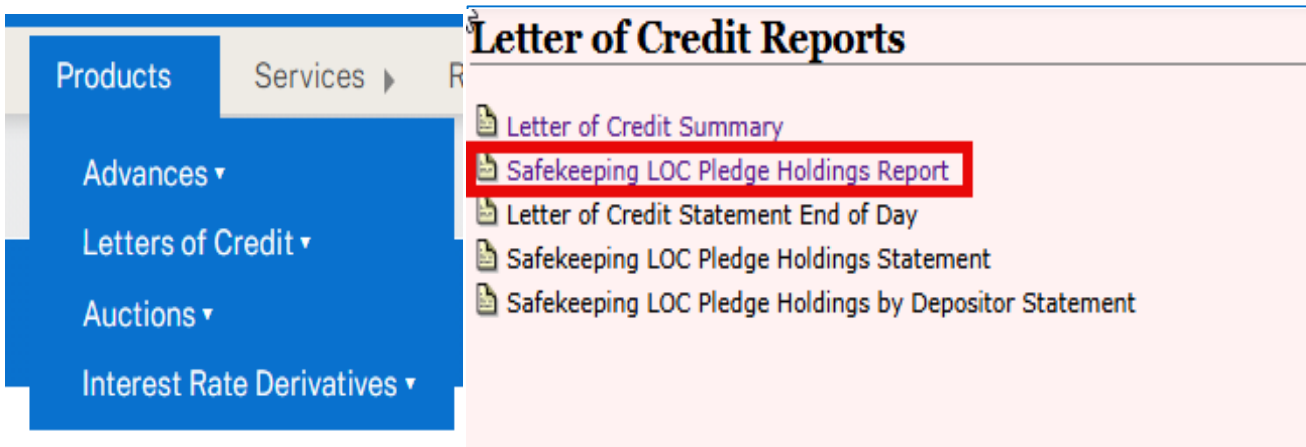 Products
Services
Advances
Letters of Credit
Auctions
Interest Rate Derivatives
Letter of Credit Reports
Letter of Credit Summary
Safekeeping LOC Pledge Holdings Report
Letter of Credit Statement End of Day
Safekeeping LOC Pledge Holdings Statement
Safekeeping LOC Pledge Holdings by Depositor Statement